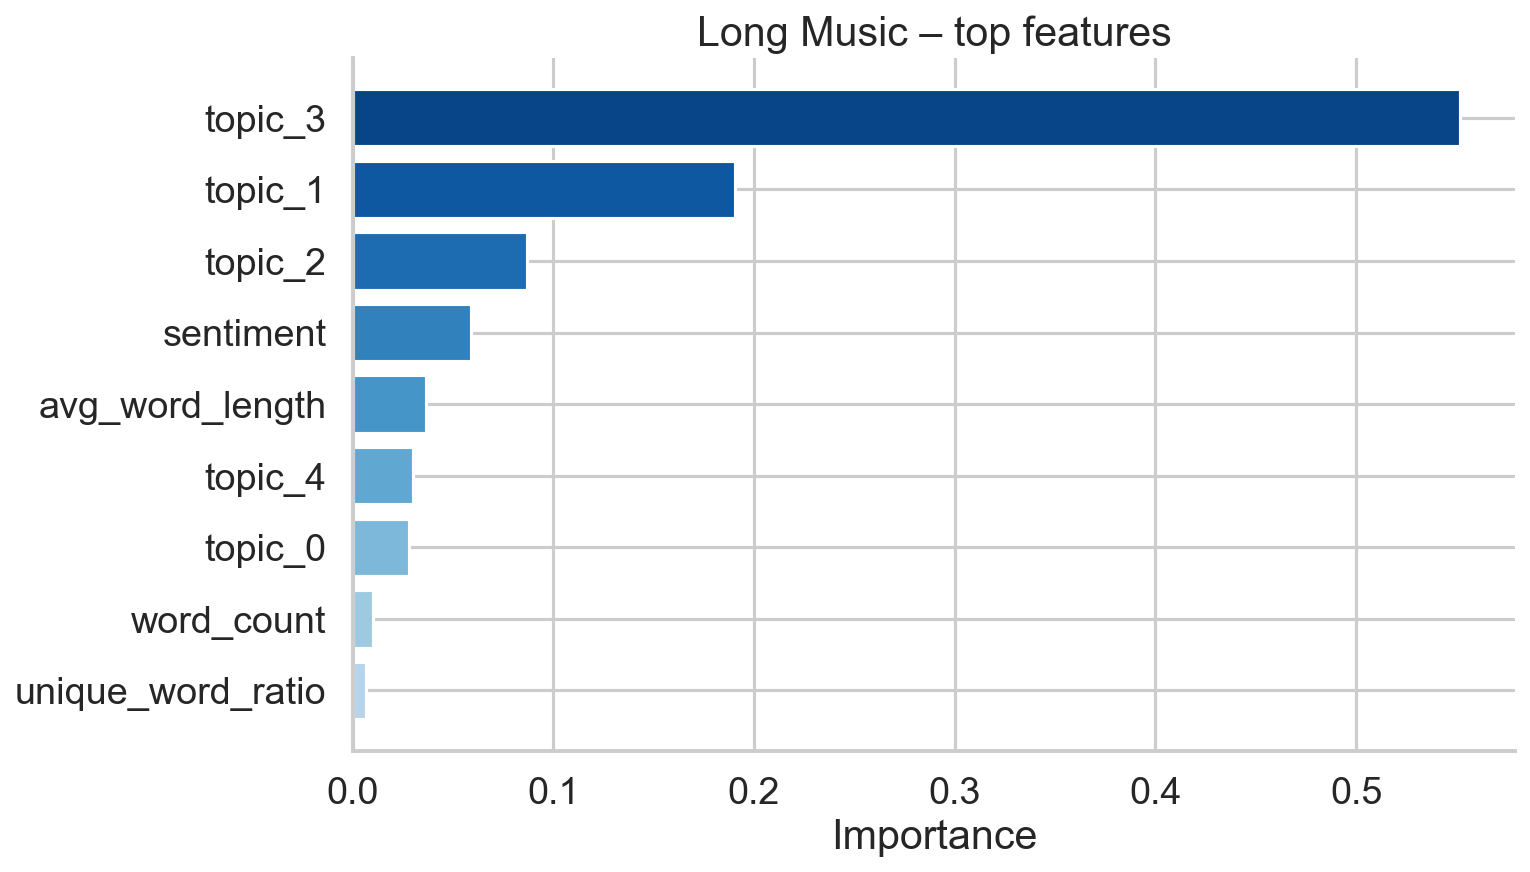 Long Music – top features
topic_3
topic_1
topic_2
sentiment
avg_word_length
topic_4
topic_0
word_count
unique_word_ratio
0.0 0.1 0.2 0.3 0.4 0.5
Importance